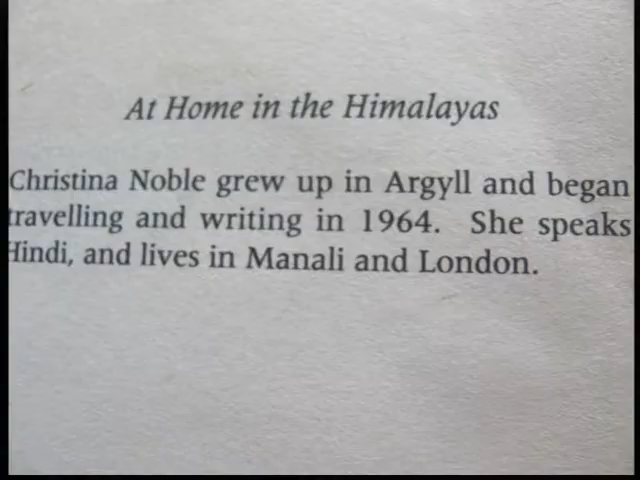 At Home in the Himalayas
Christina Noble grew up in Argyll and began
travelling and writing in 1964. She speaks
Hindi, and lives in Manali and London.